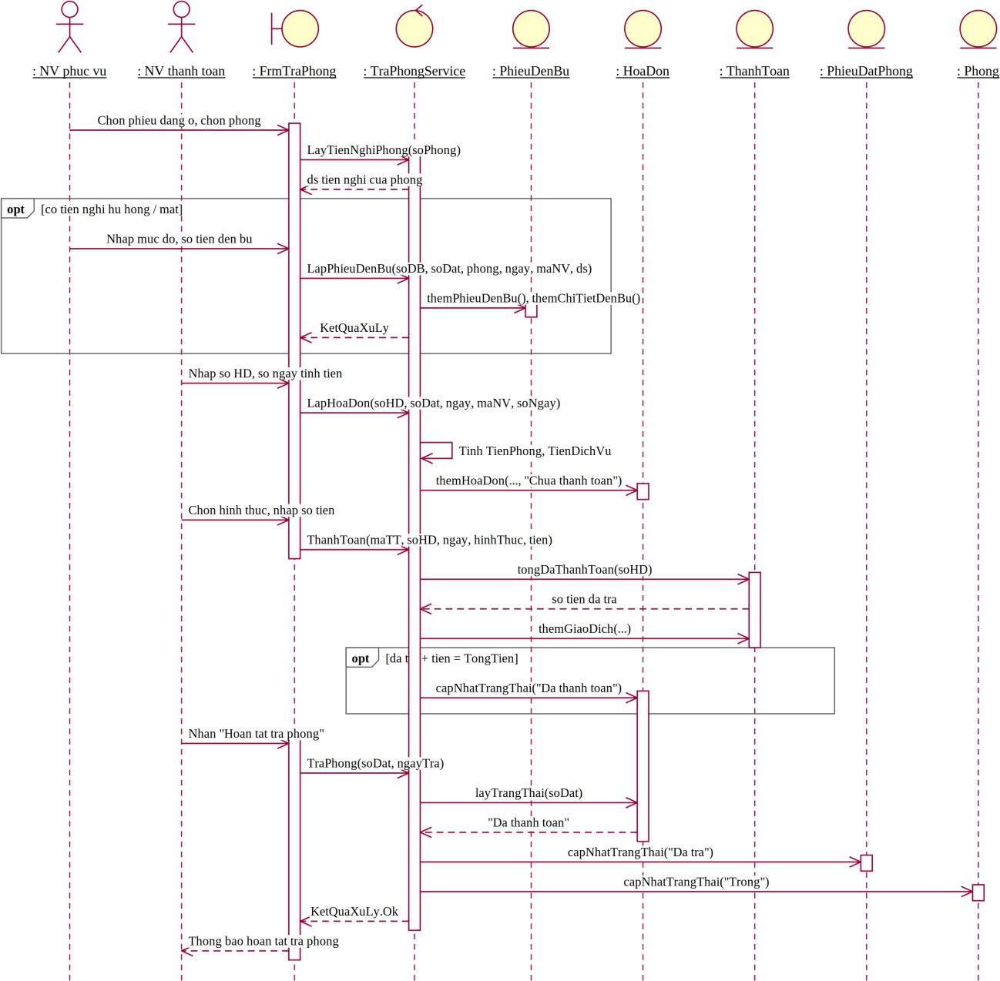 : NV phuc vu
: NV thanh toan
: FrmTraPhong
: TraPhongService
: PhieuDenBu
: HoaDon
: ThanhToan
: PhieuDatPhong
: Phong
Chon phieu dang o, chon phong
LayTienNghiPhong(soPhong)
ds tien nghi cua phong
opt [co tien nghi hu hong / mat]
Nhap muc do, so tien den bu
LapPhieuDenBu(soDB, soDat, phong, ngay, maNV, ds)
themPhieuDenBu(), themChiTietDenBu()
KetQuaXuLy
Nhap so HD, so ngay tinh tien
LapHoaDon(soHD, soDat, ngay, maNV, soNgay)
Tinh TienPhong, TienDichVu
themHoaDon(..., "Chua thanh toan")
Chon hinh thuc, nhap so tien
ThanhToan(maTT, soHD, ngay, hinhThuc, tien)
tongDaThanhToan(soHD)
so tien da tra
themGiaoDich(...)
opt [da + tien = TongTien]
capNhatTrangThai("Da thanh toan")
Nhan "Hoan tat tra phong"
TraPhong(soDat, ngayTra)
layTrangThai(soDat)
"Da thanh toan"
capNhatTrangThai("Da tra")
capNhatTrangThai("Trong")
KetQuaXuLy.Ok
Thong bao hoan tat tra phong